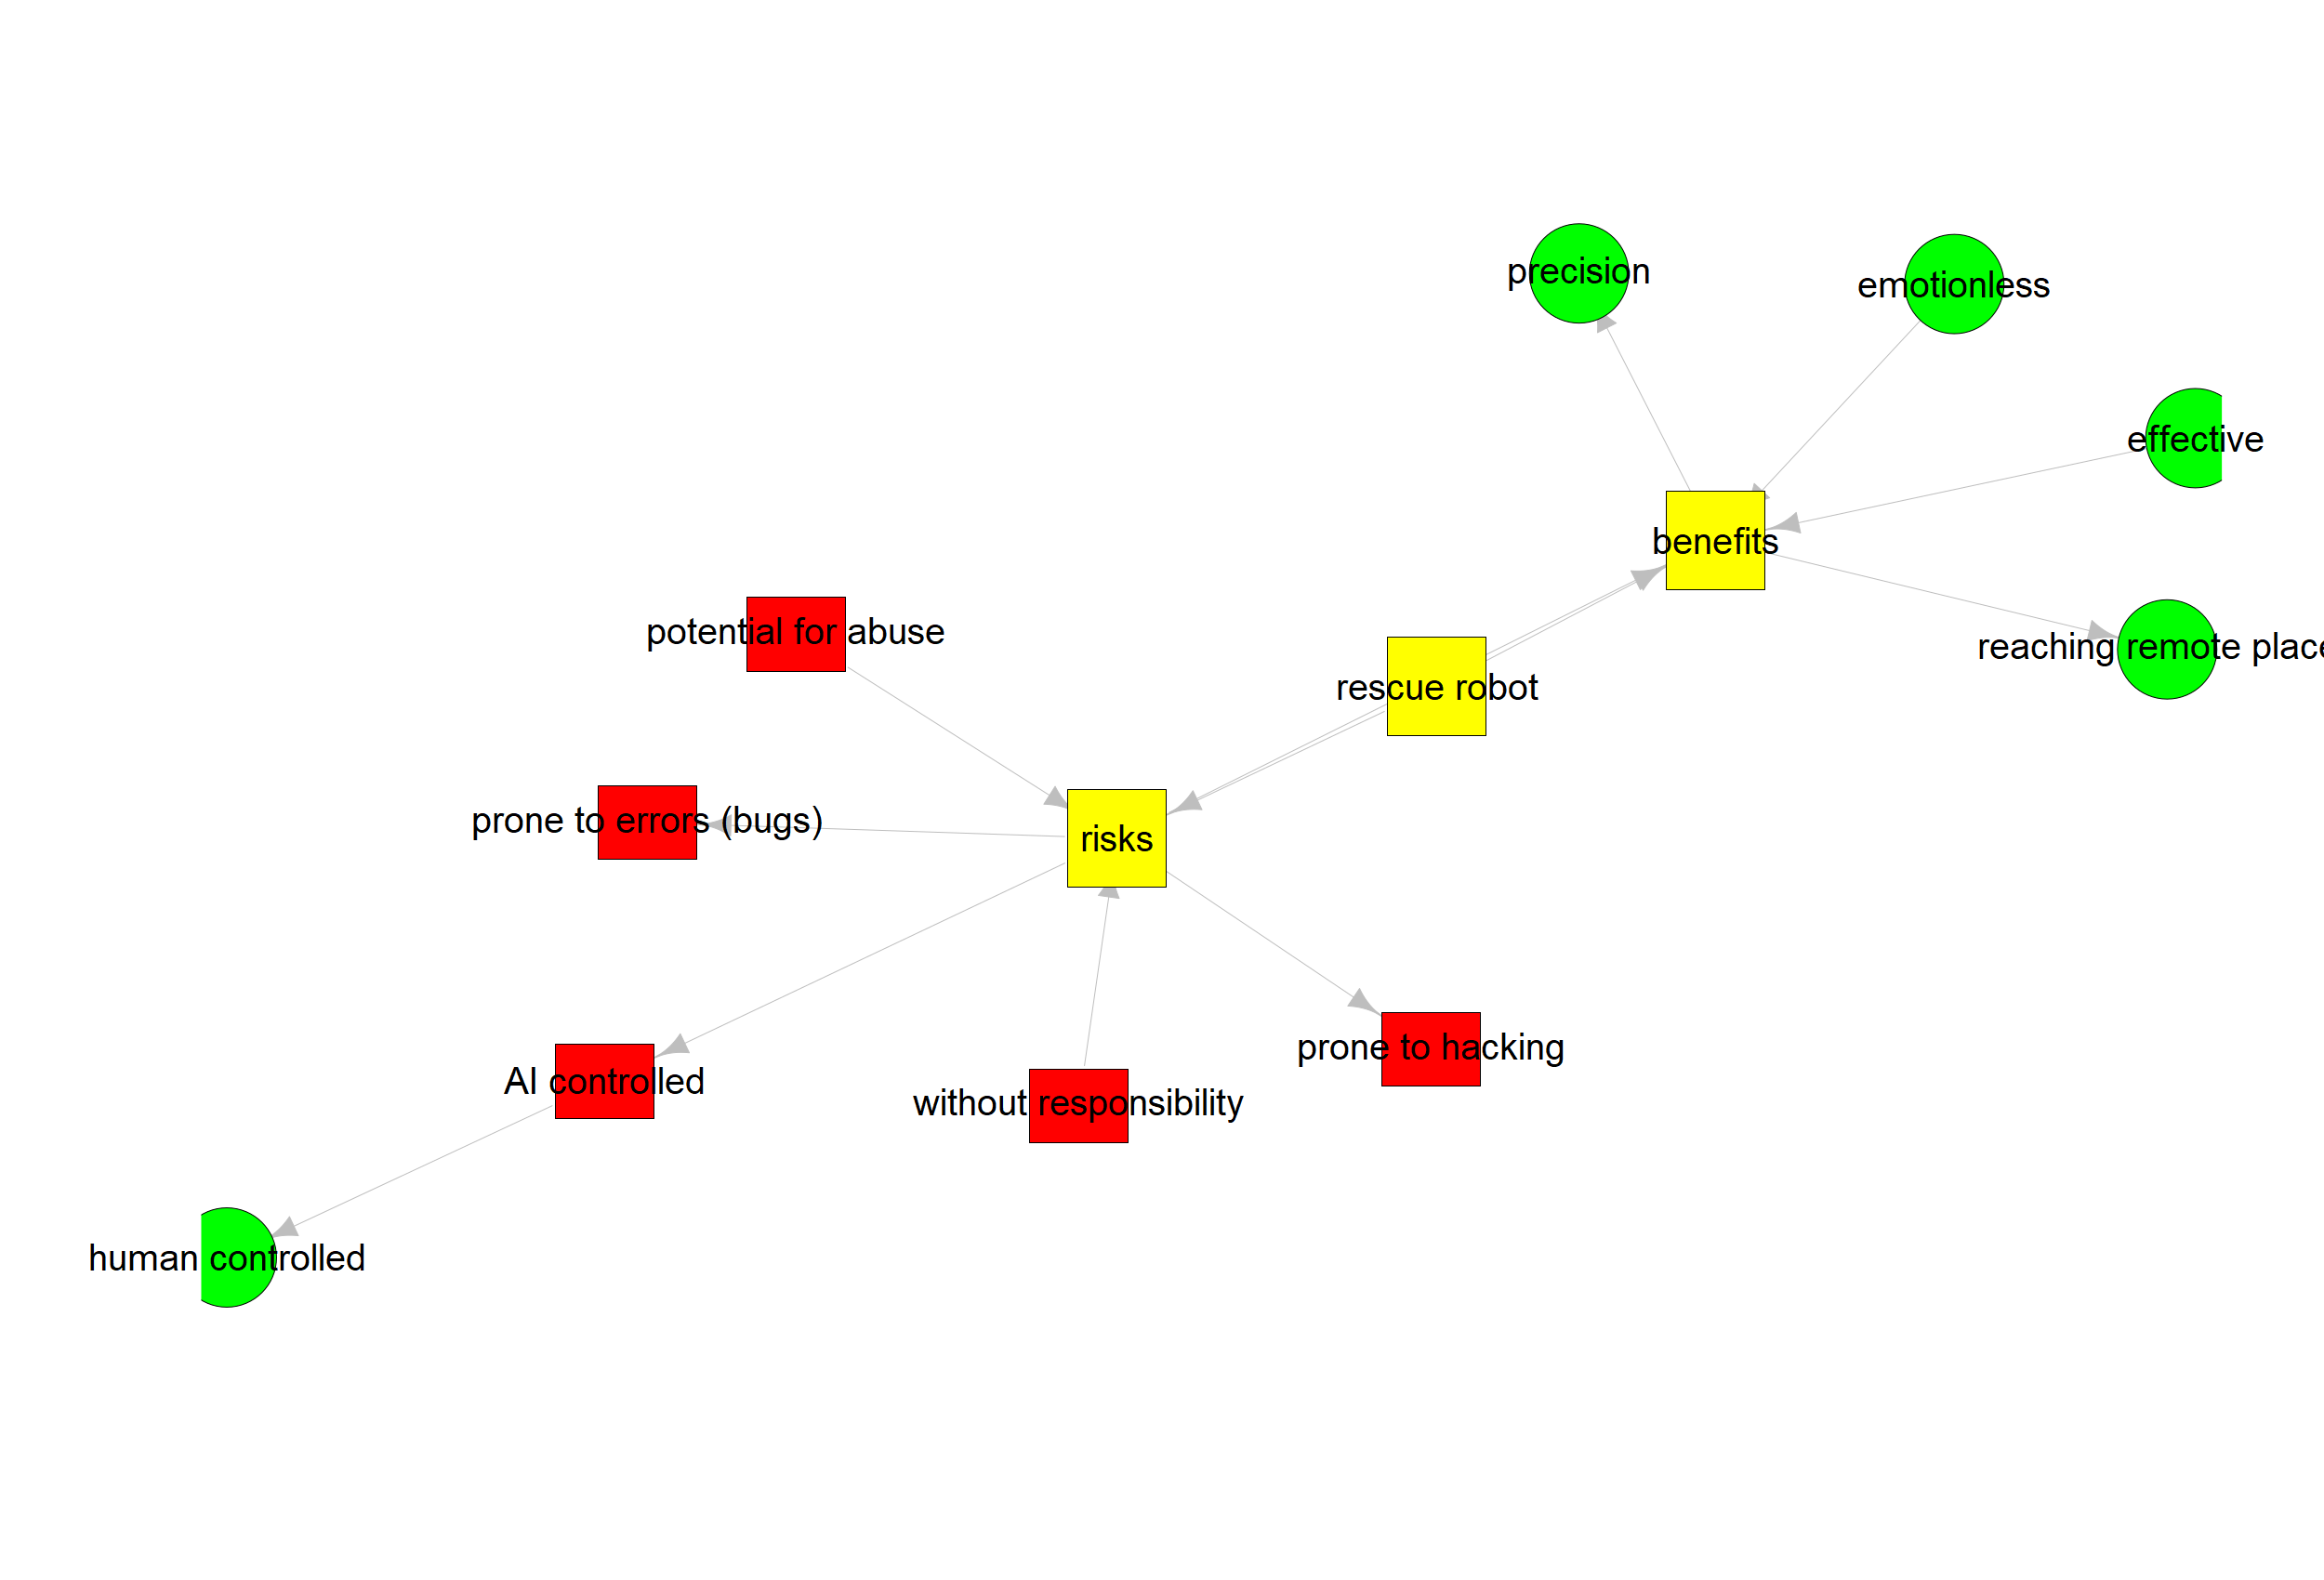 precision
emotionless
effective
benefits
potential for abuse
reaching remote place
rescue robot
prone to errors (bugs)
risks
prone to hacking
AI controlled
without responsibility
human controlled